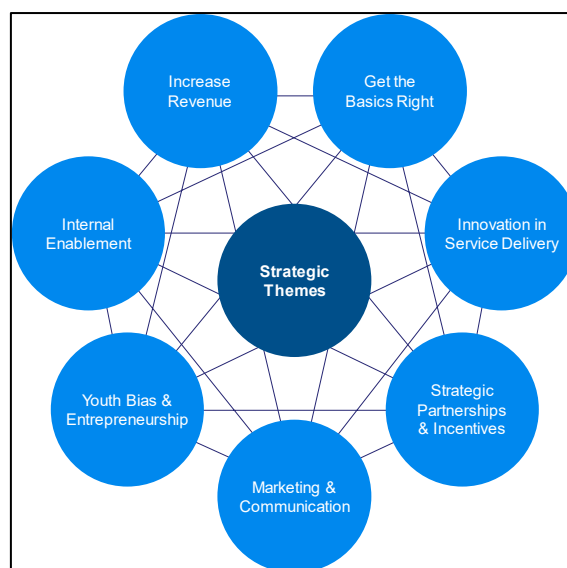 Increase
Revenue
Get the
Basics Right
Internal
Enablement
Innovation in
Service Delivery
Strategic
Themes
Youth Bias &
Entrepreneurship
Strategic
Partnerships
& Incentives
Marketing &
Communication